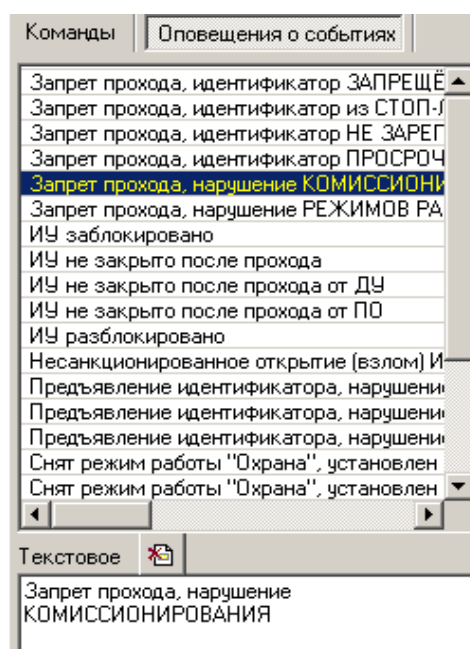 Команды Оповещения о событиях
Запрет прохода, идентификатор ЗАПРЕЩЁ
Запрет прохода, идентификатор из СТОП-Л
Запрет прохода, идентификатор НЕ ЗАРЕГ
Запрет прохода, идентификатор ПРОСРОЧ
Запрет прохода, нарушение КОМИССИОНИ
Запрет прохода, нарушение РЕЖИМОВ РА
ИУ заблокировано
ИУ не закрыто после прохода
ИУ не закрыто после прохода от ДУ
ИУ не закрыто после прохода от ПО
ИУ разблокировано
Несанкционированное открытие (взлом) И
Предъявление идентификатора, нарушени
Предъявление идентификатора, нарушени
Предъявление идентификатора, нарушени
Снят режим работы "Охрана", установлен
Снят режим работы "Охрана", установлен
Текстовое
Запрет прохода, нарушение
КОМИССИОНИРОВАНИЯ